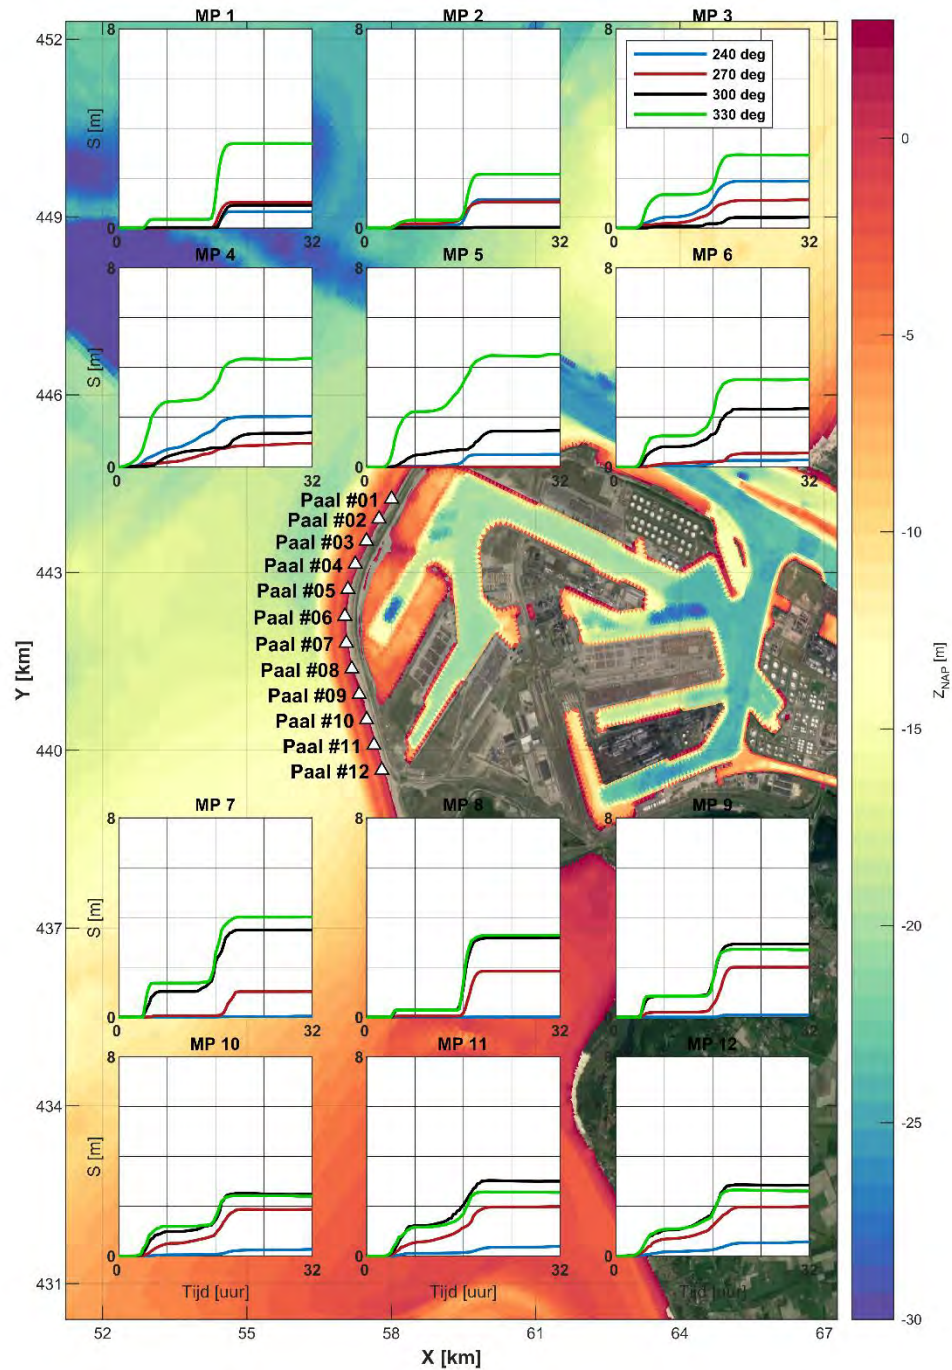 MP 1
MP 2
MP 3
452
8
8
8
240 deg
270 deg
300 deg
330 deg
S [m]
0
449
0
0
0
0
32
0
32
0
32
MP 4
MP 5
MP 6
8
8
8
-5
S [m]
446
0
0
0
0
32
0
32
0
32
Paal #01
Paal #02
-10
Paal #03
Paal #04
443
Paal #05
Paal #06
Paal #07
Y [km]
Z_NAP [m]
Paal #08
Paal #09
Paal #10
-15
440
Paal #11
Paal #12
MP 7
MP 8
MP 9
8
8
8
S [m]
437
-20
0
0
0
0
32
0
32
0
32
MP 10
MP 11
MP 12
8
8
8
434
-25
S [m]
0
0
0
0
32
0
32
0
32
431
Tijd [uur]
Tijd [uur]
Tijd [uur]
-30
52
55
58
61
64
67
X [km]